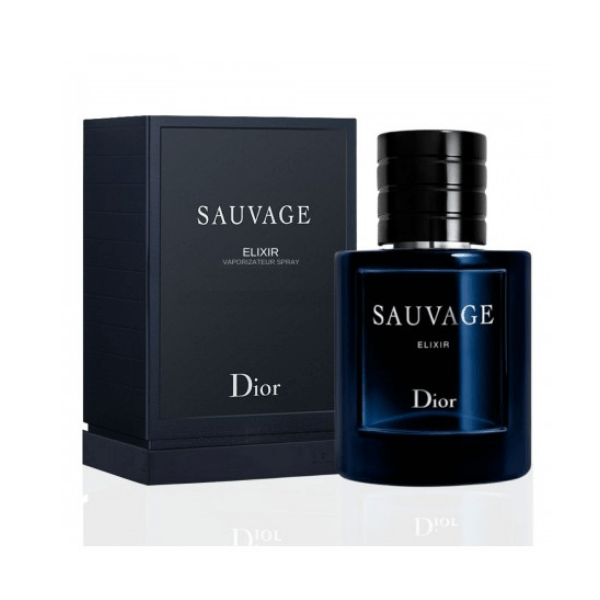 SAUVAGE
ELIXIR
VAPORIZATEUR SPRAY
Dior
SAUVAGE
ELIXIR
Dior